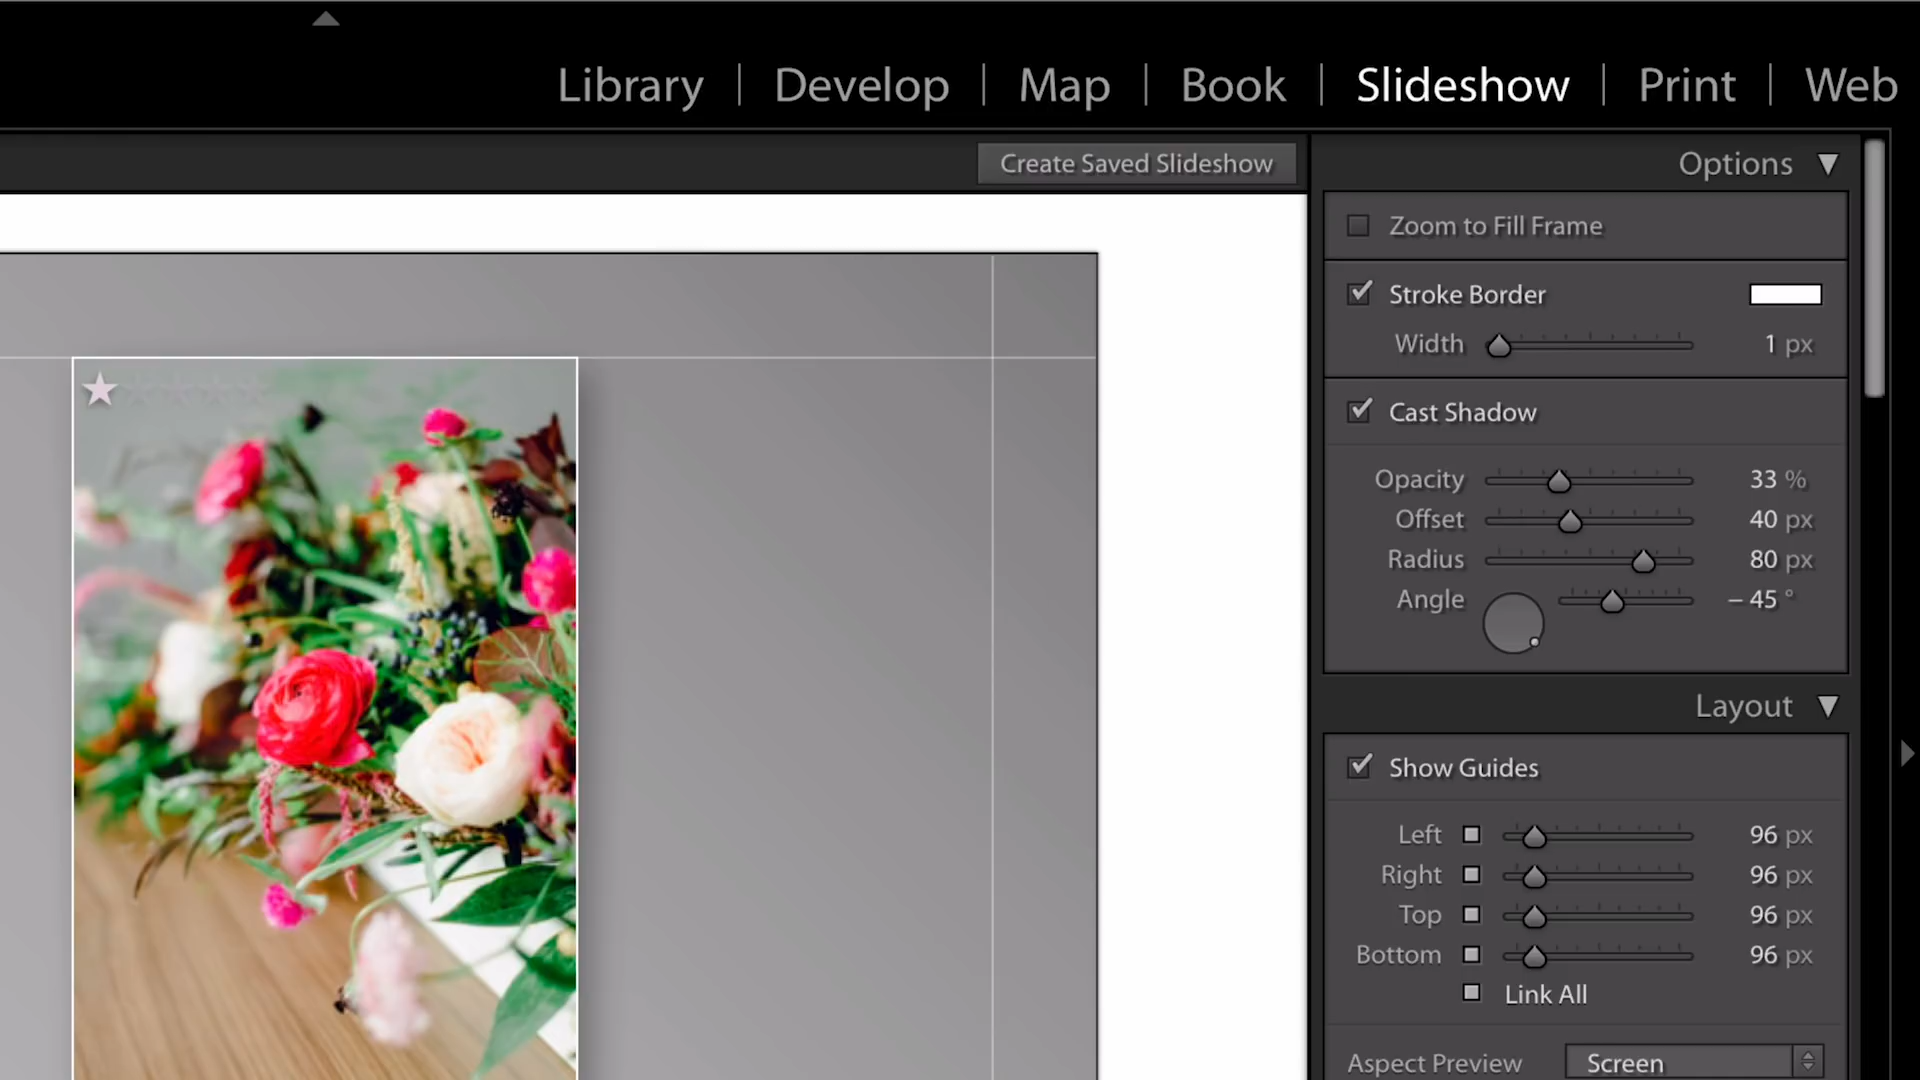 Library | Develop | Map | Book | Slideshow | Print | Web
Create Saved Slideshow
Options
Zoom to Fill Frame
Stroke Border
Width 1 px
Cast Shadow
Opacity 33 %
Offset 40 px
Radius 80 px
Angle – 45 °
Layout
Show Guides
Left 96 px
Right 96 px
Top 96 px
Bottom 96 px
Link All
Aspect Preview Screen